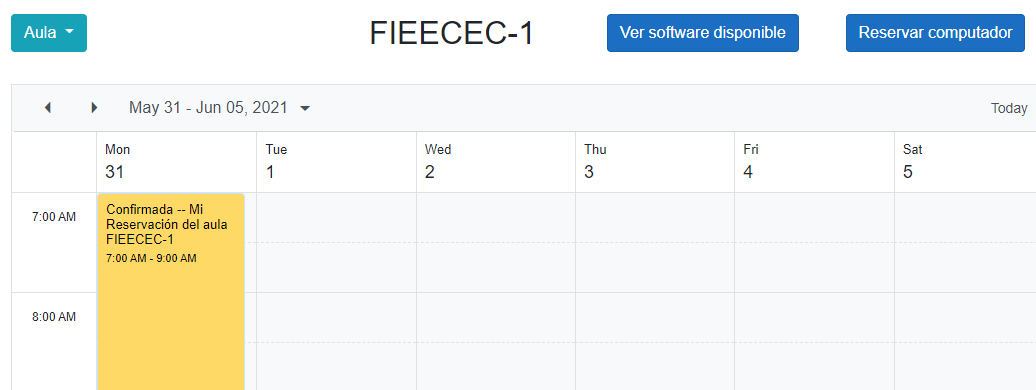 Aula
FIEECEC-1
Ver software disponible
Reservar computador
May 31 - Jun 05, 2021
Today
Mon
31
Tue
1
Wed
2
Thu
3
Fri
4
Sat
5
7:00 AM
Confirmada -- Mi
Reservación del aula
FIEECEC-1
7:00 AM - 9:00 AM
8:00 AM